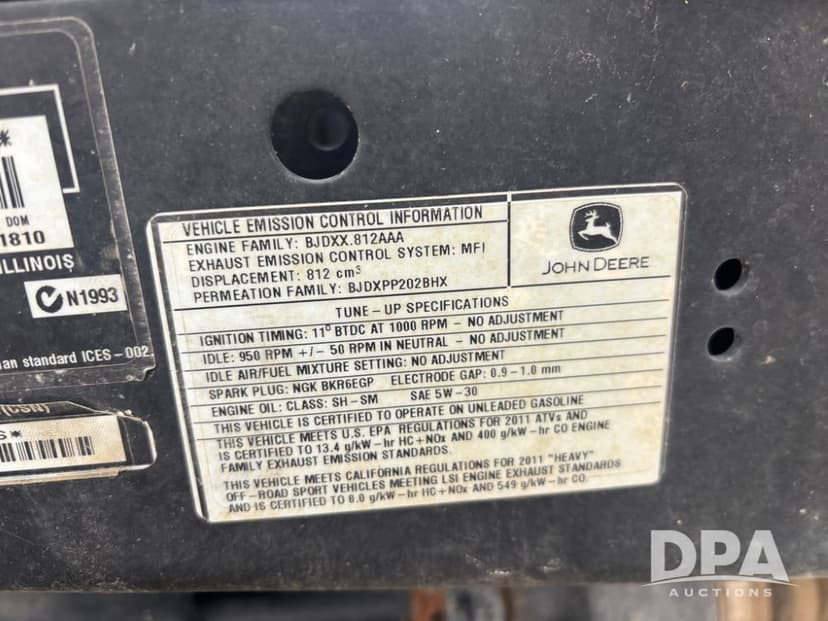 DOM
1810
ILLINOIS
N1993
an standard ICES-002
(CSN)
S*
VEHICLE EMISSION CONTROL INFORMATION
ENGINE FAMILY: BJDXX.812AAA
EXHAUST EMISSION CONTROL SYSTEM: MFI
DISPLACEMENT: 812 cm³
PERMEATION FAMILY: BJDXPP202BHX
JOHN DEERE
TUNE-UP SPECIFICATIONS
IGNITION TIMING: 11° BTDC AT 1000 RPM - NO ADJUSTMENT
IDLE: 950 RPM +/- 50 RPM IN NEUTRAL - NO ADJUSTMENT
IDLE AIR/FUEL MIXTURE SETTING: NO ADJUSTMENT
SPARK PLUG: NGK BKR6EGP ELECTRODE GAP: 0.9-1.0 mm
ENGINE OIL: CLASS: SH-SM SAE 5W-30
THIS VEHICLE IS CERTIFIED TO OPERATE ON UNLEADED GASOLINE
THIS VEHICLE MEETS U.S. EPA REGULATIONS FOR 2011 ATVs AND
IS CERTIFIED TO 13.4 g/kW-hr HC+NOx AND 400 g/kW-hr CO ENGINE
FAMILY EXHAUST EMISSION STANDARDS.
THIS VEHICLE MEETS CALIFORNIA REGULATIONS FOR 2011 "HEAVY"
OFF-ROAD SPORT VEHICLES MEETING LSI ENGINE EXHAUST STANDARDS
AND IS CERTIFIED TO 8.0 g/kW-hr HC+NOx AND 549 g/kW-hr CO.
DPA
AUCTIONS